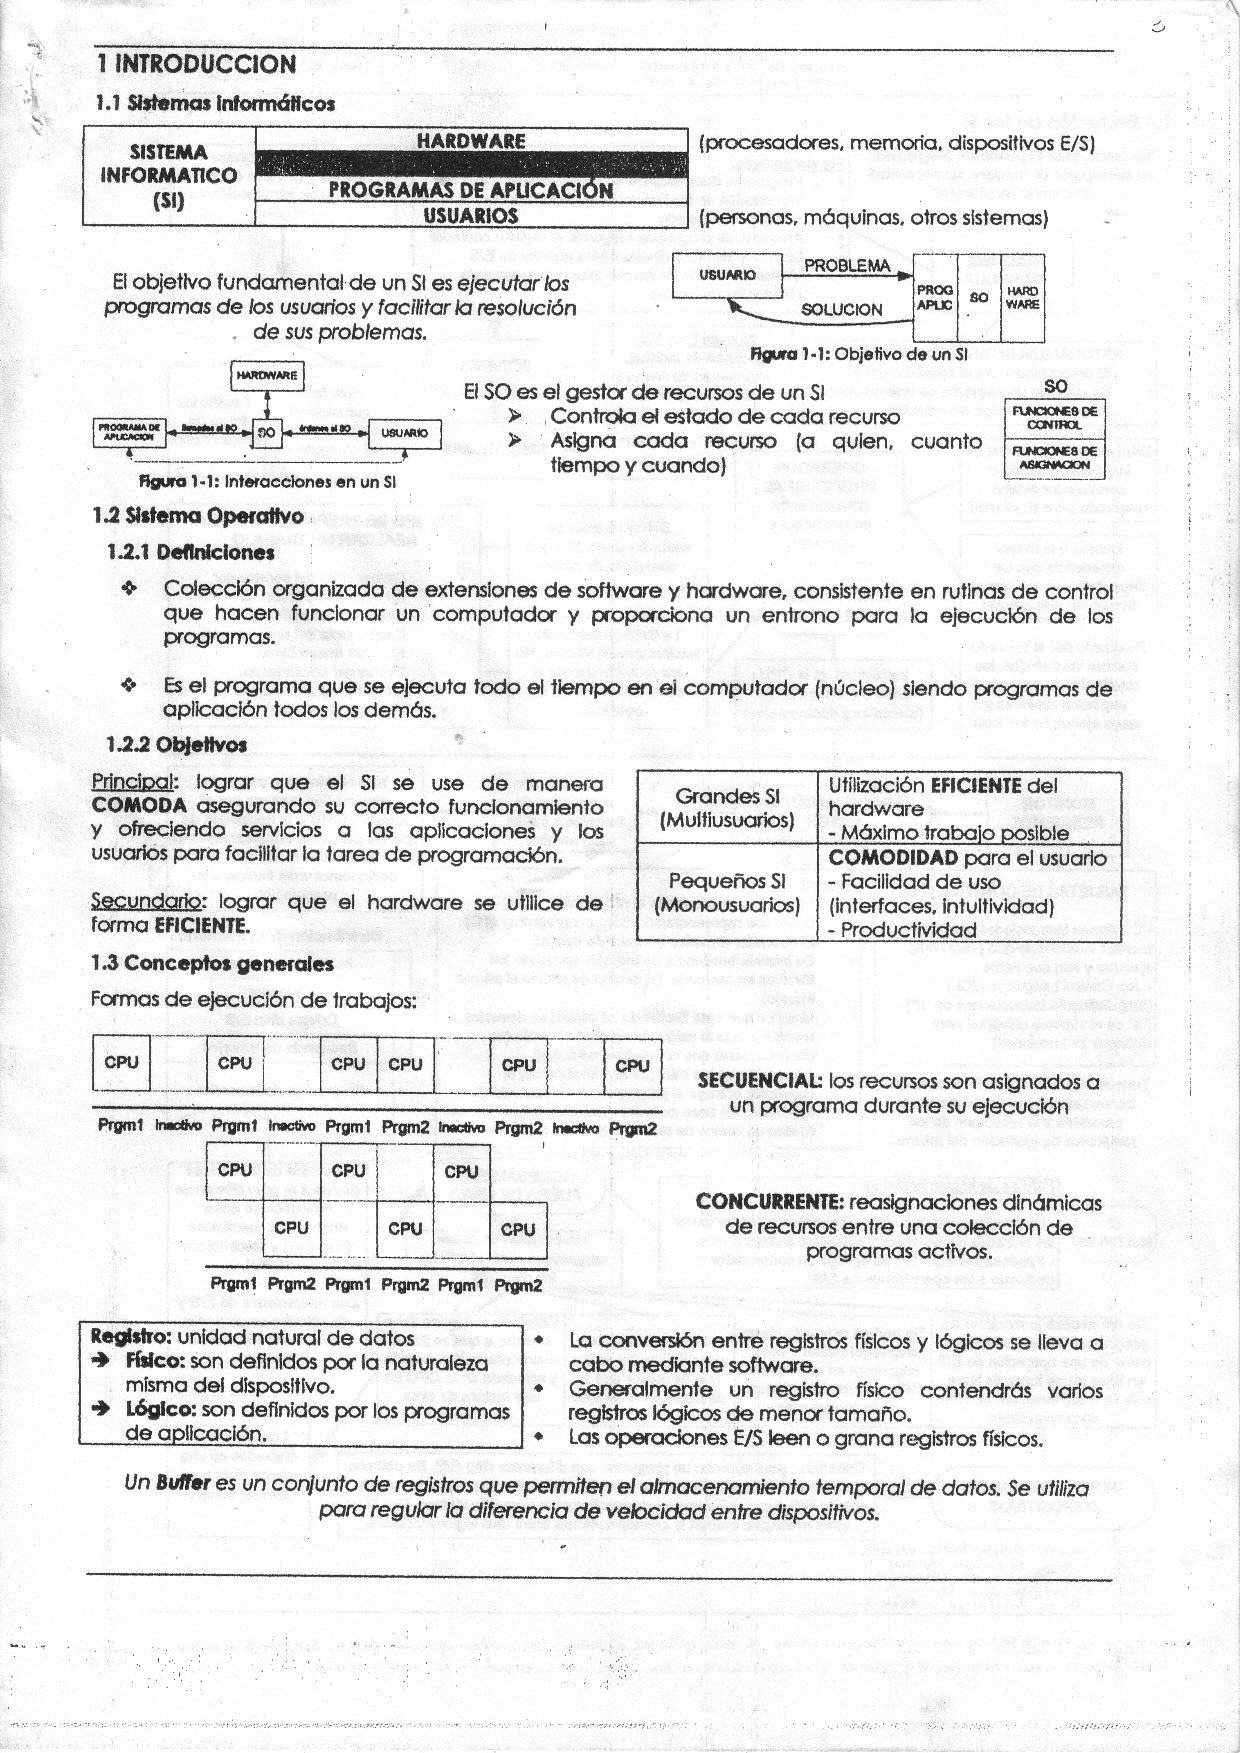 1 INTRODUCCION
1.1 Sistemas Informáticos
SISTEMA
INFORMATICO
(SI)
HARDWARE
PROGRAMAS DE APLICACIÓN
USUARIOS
(procesadores, memoria, dispositivos E/S)
(personas, máquinas, otros sistemas)
El objetivo fundamental de un SI es ejecutar los
programas de los usuarios y facilitar la resolución
de sus problemas.
USUARIO
PROBLEMA
SOLUCION
PROG
APLIC
SO
HARD
WARE
Figura 1-1: Objetivo de un SI
HARDWARE
PROGRAMA DE
APLICACION
llamadas al SO
SO
órdenes al SO
USUARIO
Figura 1-1: Interacciones en un SI
El SO es el gestor de recursos de un SI
➢ Controla el estado de cada recurso
➢ Asigna cada recurso (a quien, cuanto
tiempo y cuando)
SO
FUNCIONES DE
CONTROL
FUNCIONES DE
ASIGNACION
1.2 Sistema Operativo
1.2.1 Definiciones
❖ Colección organizada de extensiones de software y hardware, consistente en rutinas de control
que hacen funcionar un computador y proporciona un entrono para la ejecución de los
programas.
❖ Es el programa que se ejecuta todo el tiempo en el computador (núcleo) siendo programas de
aplicación todos los demás.
1.2.2 Objetivos
Principal: lograr que el SI se use de manera
COMODA asegurando su correcto funcionamiento
y ofreciendo servicios a las aplicaciones y los
usuarios para facilitar la tarea de programación.
Secundario: lograr que el hardware se utilice de
forma EFICIENTE.
Grandes SI
(Multiusuarios)
Utilización EFICIENTE del
hardware
- Máximo trabajo posible
Pequeños SI
(Monousuarios)
COMODIDAD para el usuario
- Facilidad de uso
(interfaces, intuitividad)
- Productividad
1.3 Conceptos generales
Formas de ejecución de trabajos:
CPU CPU CPU CPU CPU CPU
Prgm1 Inactivo Prgm1 Inactivo Prgm1 Prgm2 Inactivo Prgm2 Inactivo Prgm2
SECUENCIAL: los recursos son asignados a
un programa durante su ejecución
CPU CPU CPU
CPU CPU CPU
Prgm1 Prgm2 Prgm1 Prgm2 Prgm1 Prgm2
CONCURRENTE: reasignaciones dinámicas
de recursos entre una colección de
programas activos.
Registro: unidad natural de datos
➔ Físico: son definidos por la naturaleza
misma del dispositivo.
➔ Lógico: son definidos por los programas
de aplicación.
• La conversión entre registros físicos y lógicos se lleva a
cabo mediante software.
• Generalmente un registro físico contendrás varios
registros lógicos de menor tamaño.
• Las operaciones E/S leen o grana registros físicos.
Un Buffer es un conjunto de registros que permiten el almacenamiento temporal de datos. Se utiliza
para regular la diferencia de velocidad entre dispositivos.